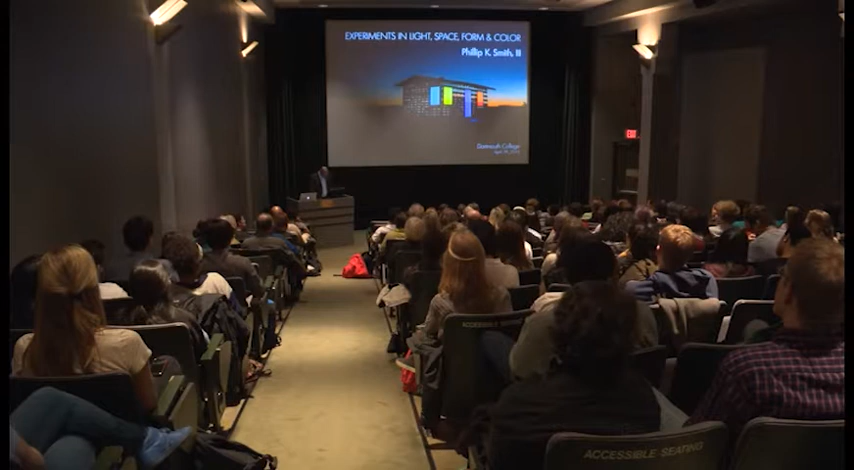 EXPERIMENTS IN LIGHT, SPACE, FORM & COLOR
Phillip K. Smith, III
Dartmouth College
EXIT
ACCESSIBLE SEATING
ACCESSIBLE SEATING